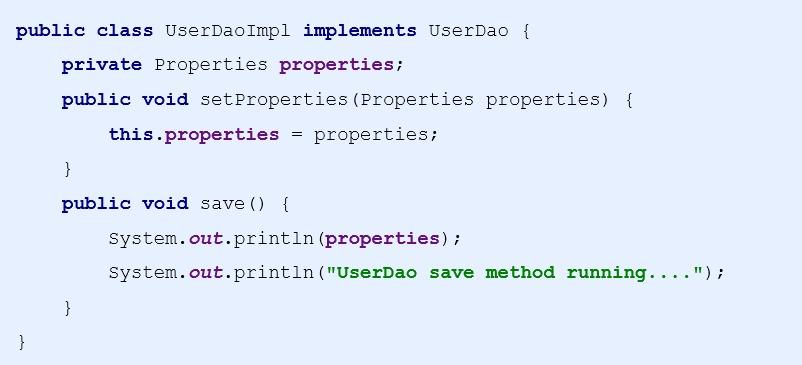 public class UserDaoImpl implements UserDao {
    private Properties properties;
    public void setProperties(Properties properties) {
        this.properties = properties;
    }
    public void save() {
        System.out.println(properties);
        System.out.println("UserDao save method running....");
    }
}